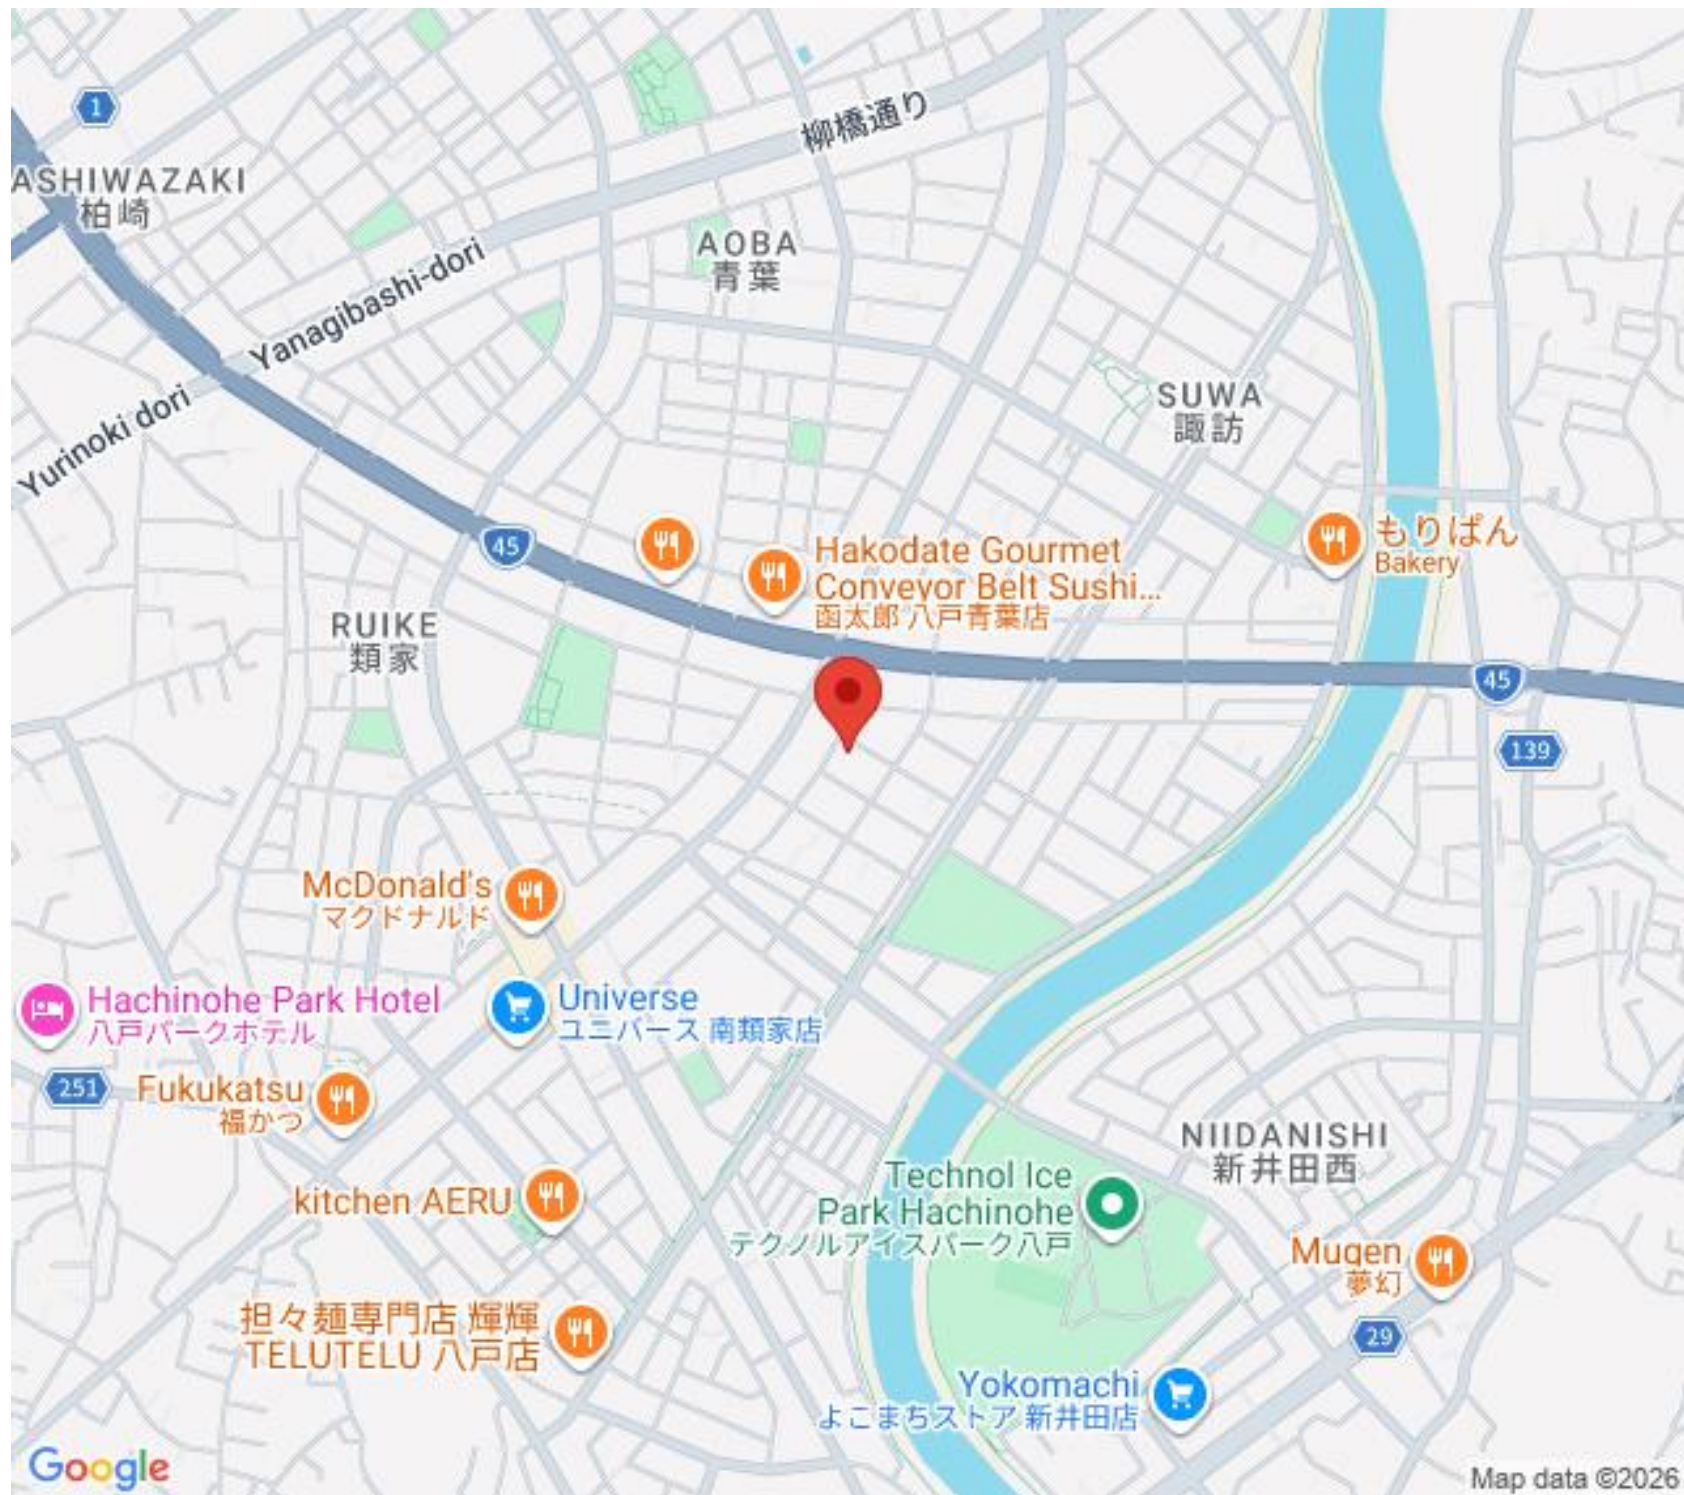 1
柳橋通り
ASHIWAZAKI
柏崎
AOBA
青葉
Yanagibashi-dori
Yurinoki dori
SUWA
諏訪
45
もりぱん
Bakery
Hakodate Gourmet
Conveyor Belt Sushi...
函太郎 八戸青葉店
RUIKE
類家
45
139
McDonald's
マクドナルド
Hachinohe Park Hotel
八戸パークホテル
Universe
ユニバース 南類家店
251
Fukukatsu
福かつ
NIIDANISHI
新井田西
Technol Ice
Park Hachinohe
テクノルアイスパーク八戸
kitchen AERU
Mugen
夢幻
担々麺専門店 輝輝
TELUTELU 八戸店
29
Yokomachi
よこまちストア 新井田店
Google
Map data ©2026